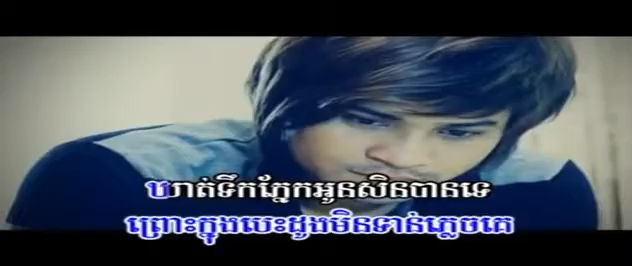 ឃាត់ទឹកភ្នែកអូនសិនបានទេ
ព្រោះក្នុងបេះដូងមិនទាន់ភ្លេចគេ